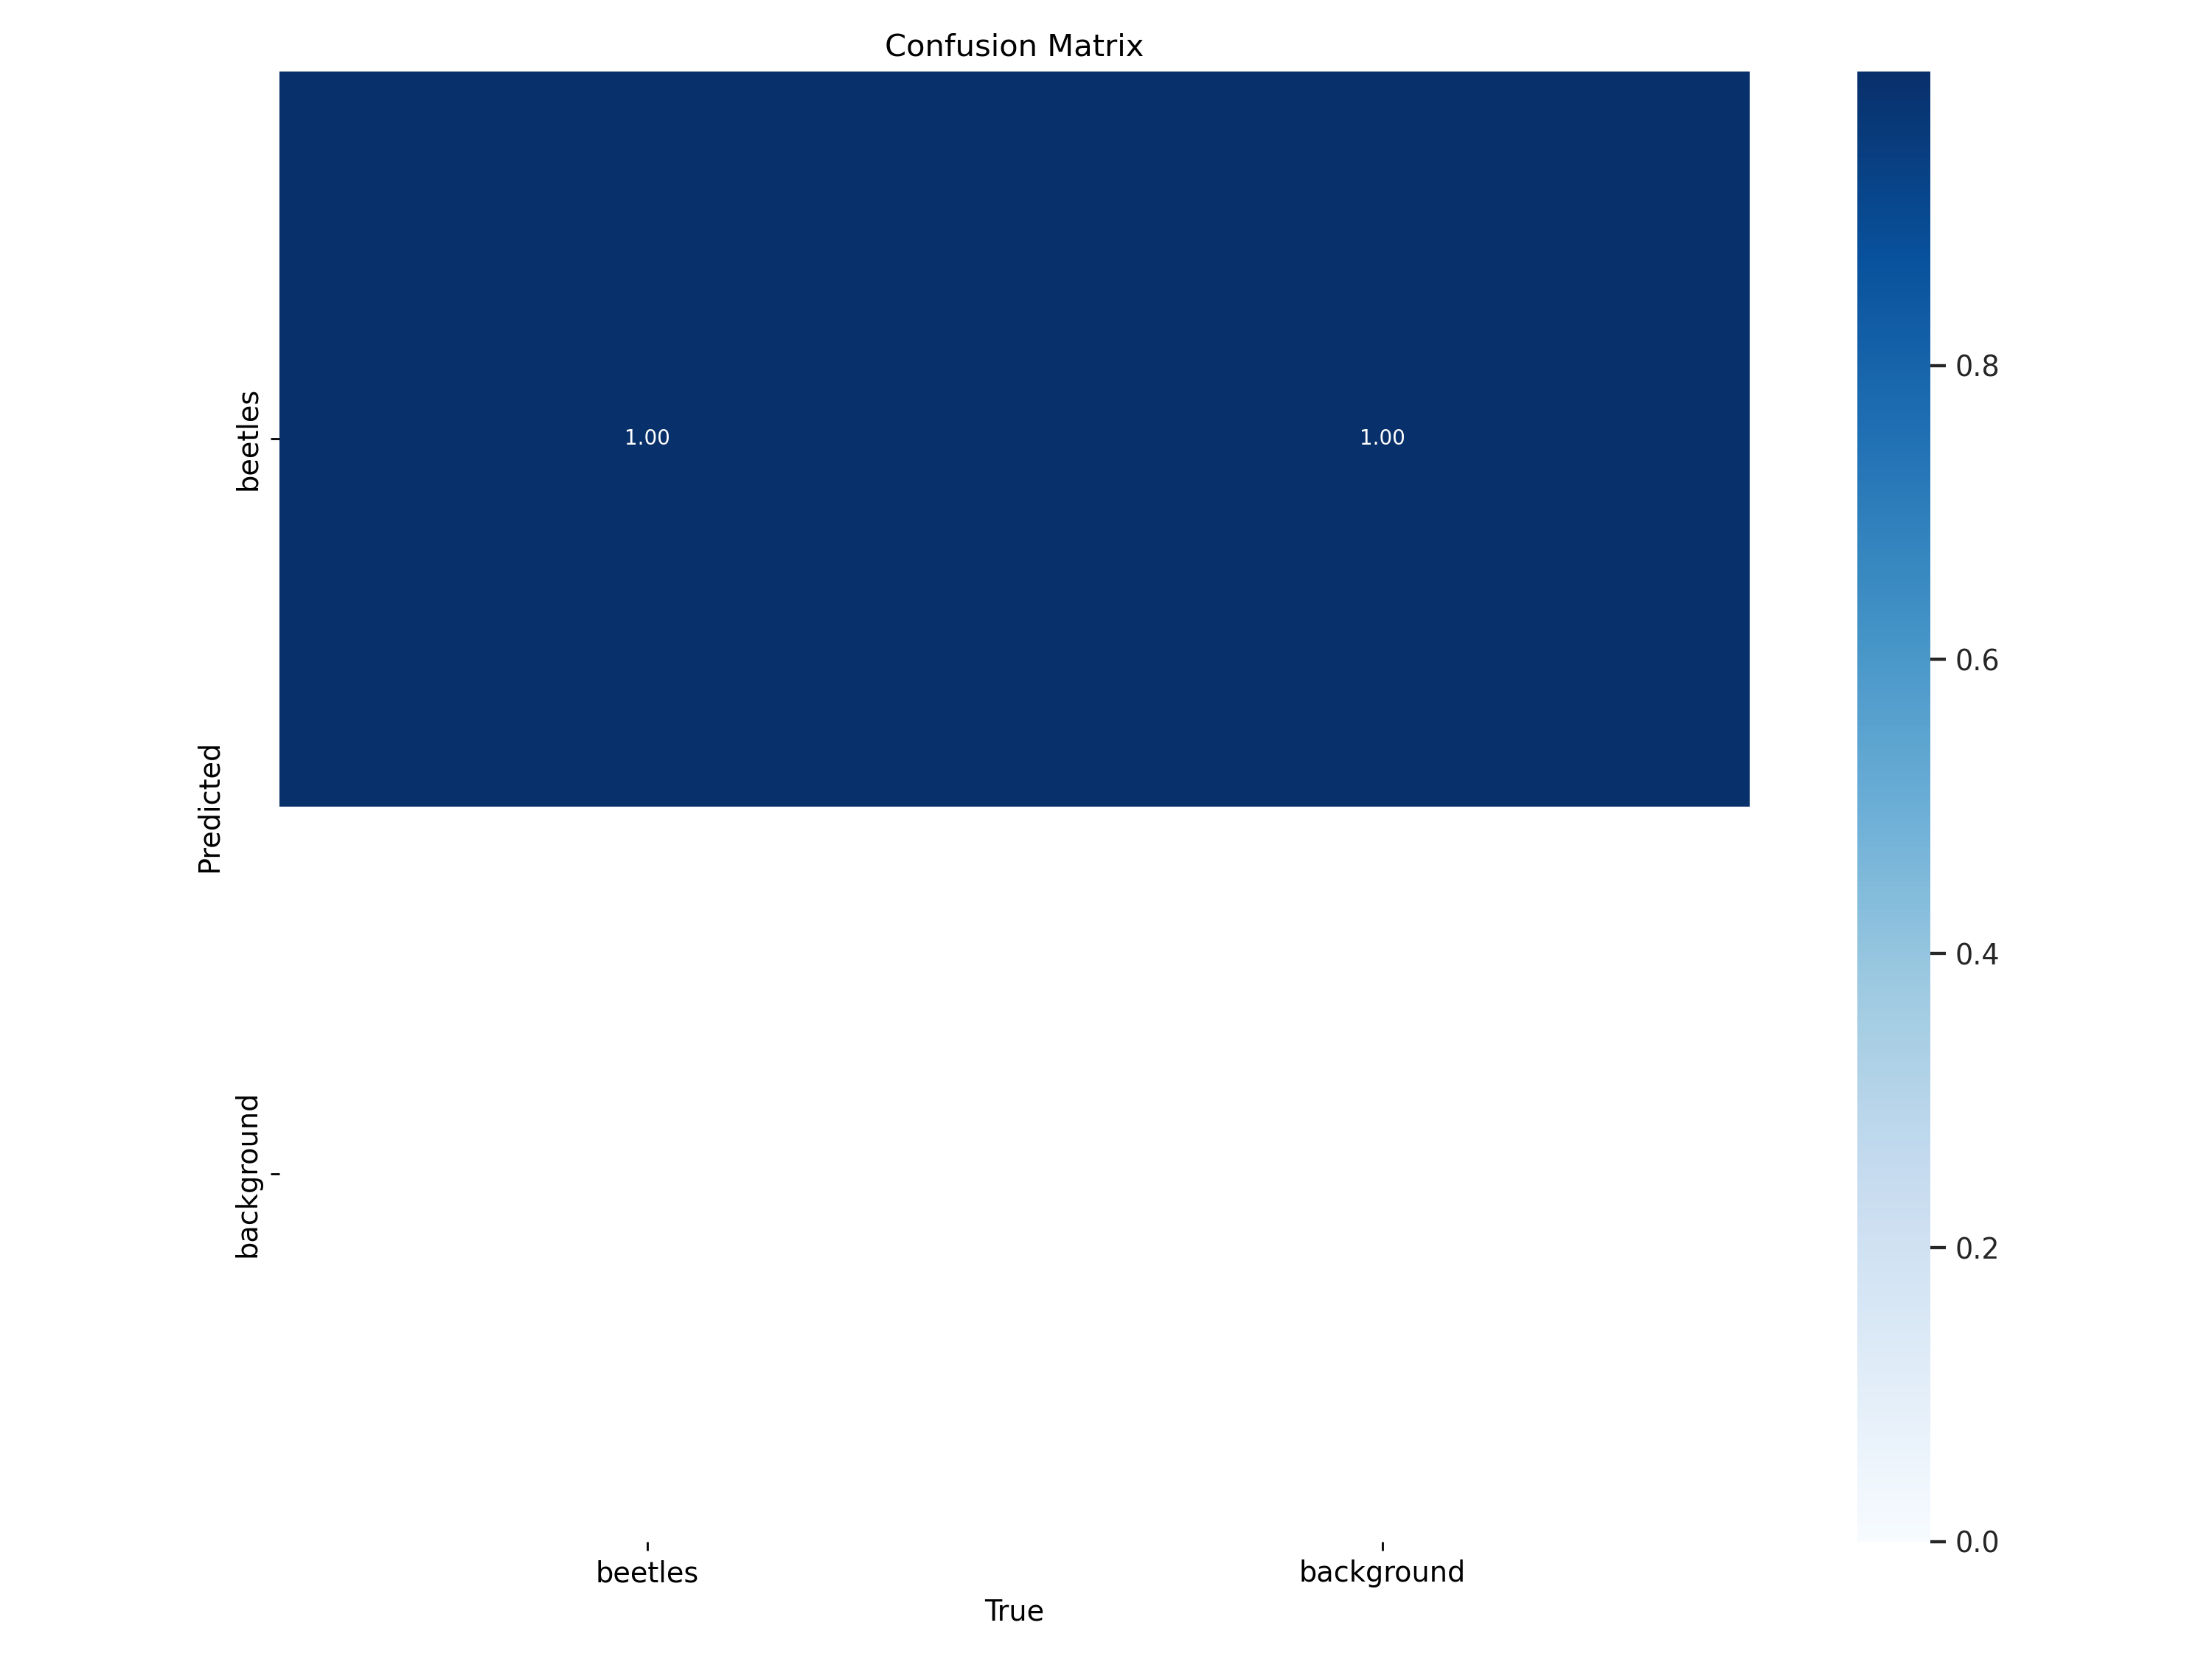 Confusion Matrix
beetles
1.00 1.00
Predicted
background
beetles background
True
0.8
0.6
0.4
0.2
0.0